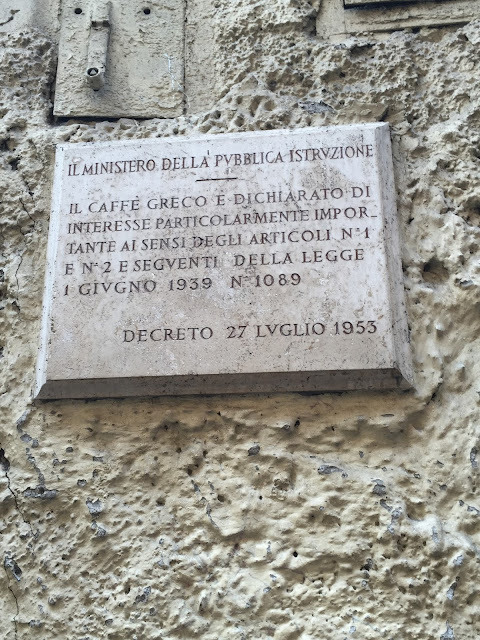 IL MINISTERO DELLA PVBBLICA ISTRVZIONE
IL CAFFÈ GRECO È DICHIARATO DI
INTERESSE PARTICOLARMENTE IMPOR-
TANTE AI SENSI DEGLI ARTICOLI N° 1
E N° 2 E SEGVENTI DELLA LEGGE
1 GIVGNO 1939 N° 1089
DECRETO 27 LVGLIO 1953